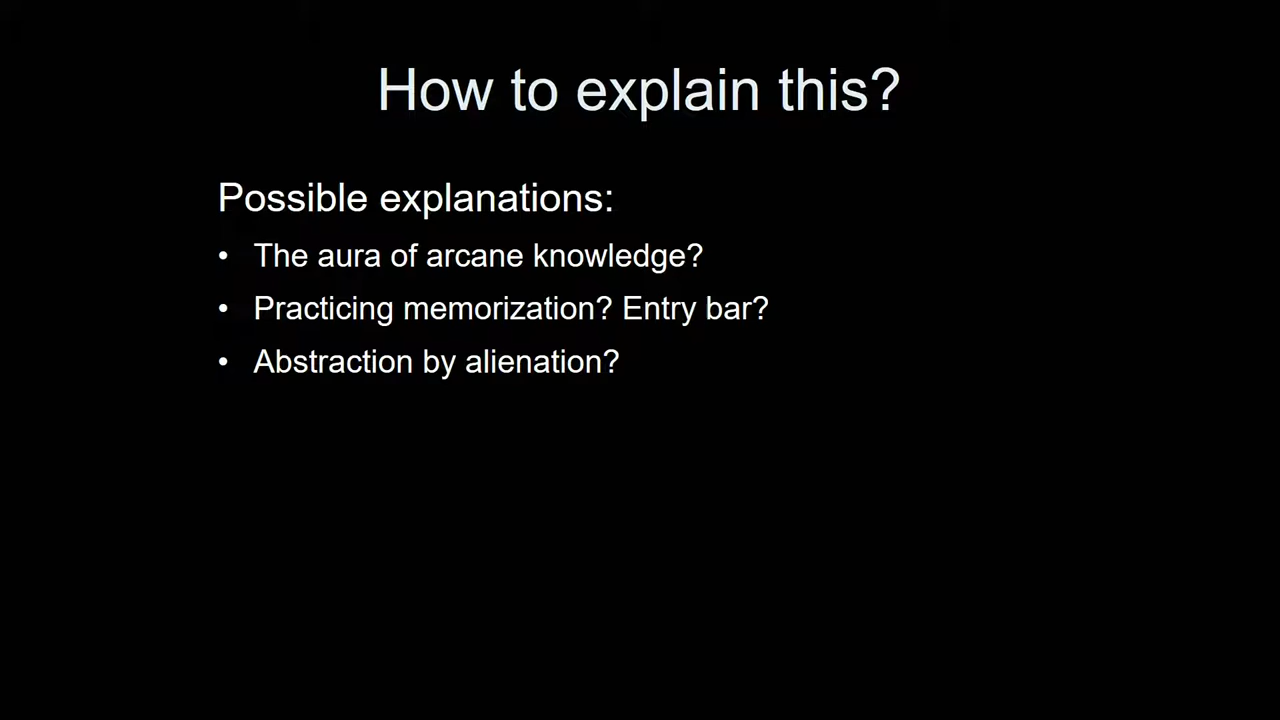 How to explain this?
Possible explanations:
• The aura of arcane knowledge?
• Practicing memorization? Entry bar?
• Abstraction by alienation?